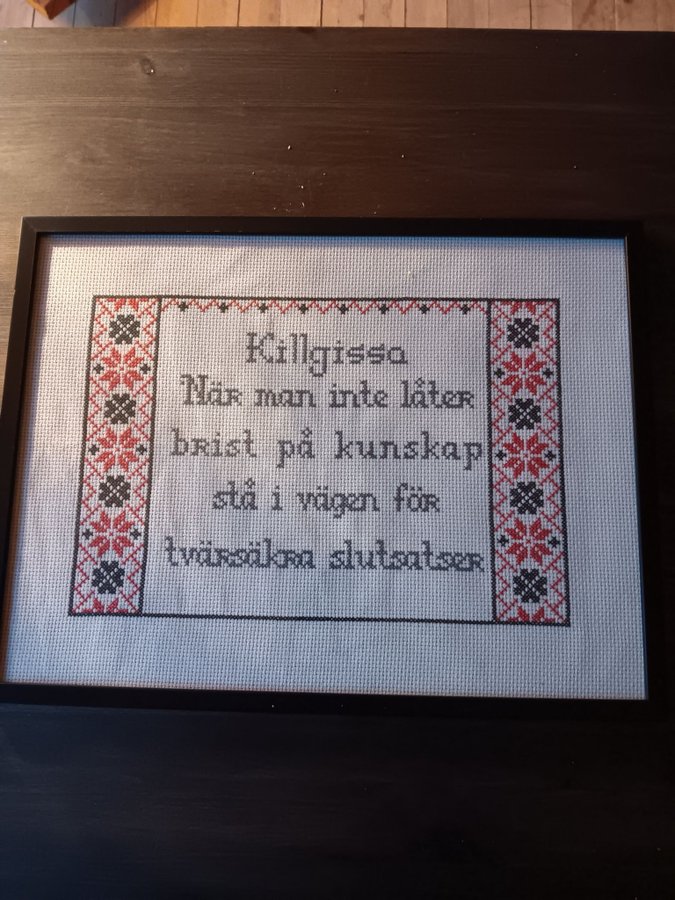 Killgissa
När man inte låter
brist på kunskap
stå i vägen för
tvärsäkra slutsatser